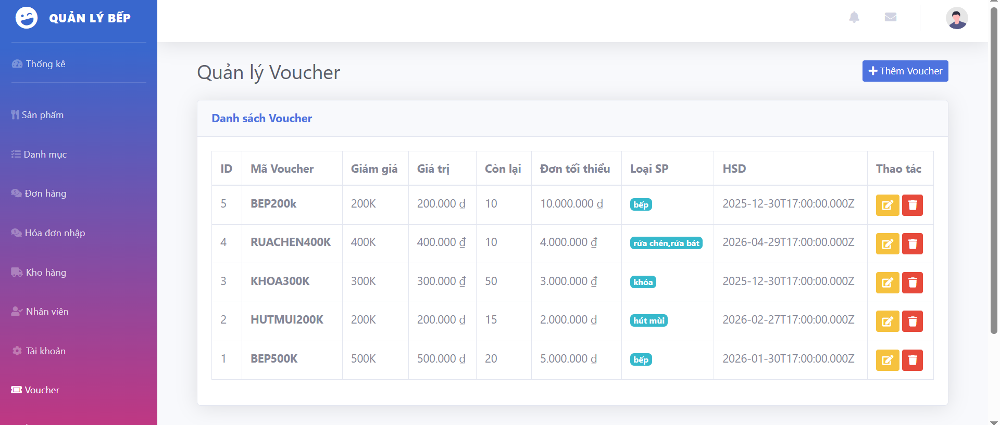 QUẢN LÝ BẾP
Thống kê
Sản phẩm
Danh mục
Đơn hàng
Hóa đơn nhập
Kho hàng
Nhân viên
Tài khoản
Voucher
Quản lý Voucher
Thêm Voucher
Danh sách Voucher
ID Mã Voucher Giảm giá Giá trị Còn lại Đơn tối thiểu Loại SP HSD Thao tác
5 BEP200k 200K 200.000 ₫ 10 10.000.000 ₫ bếp 2025-12-30T17:00:00.000Z
4 RUACHEN400K 400K 400.000 ₫ 10 4.000.000 ₫ rửa chén,rửa bát 2026-04-29T17:00:00.000Z
3 KHOA300K 300K 300.000 ₫ 50 3.000.000 ₫ khóa 2025-12-30T17:00:00.000Z
2 HUTMUI200K 200K 200.000 ₫ 15 2.000.000 ₫ hút mùi 2026-02-27T17:00:00.000Z
1 BEP500K 500K 500.000 ₫ 20 5.000.000 ₫ bếp 2026-01-30T17:00:00.000Z